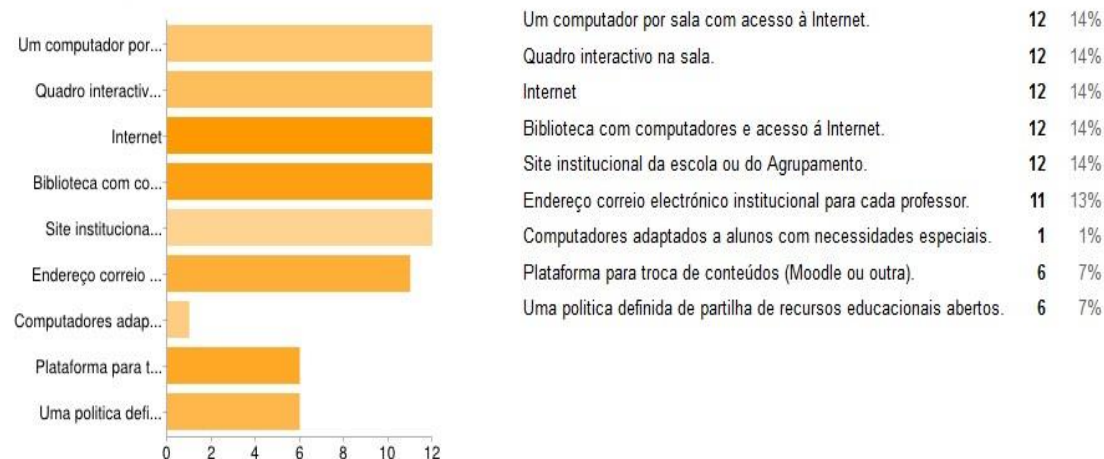 Um computador por...
Quadro interactiv...
Internet
Biblioteca com co...
Site instituciona...
Endereço correio ...
Computadores adap...
Plataforma para t...
Uma politica defi...
0 2 4 6 8 10 12
Um computador por sala com acesso à Internet. 12 14%
Quadro interactivo na sala. 12 14%
Internet 12 14%
Biblioteca com computadores e acesso á Internet. 12 14%
Site institucional da escola ou do Agrupamento. 12 14%
Endereço correio electrónico institucional para cada professor. 11 13%
Computadores adaptados a alunos com necessidades especiais. 1 1%
Plataforma para troca de conteúdos (Moodle ou outra). 6 7%
Uma politica definida de partilha de recursos educacionais abertos. 6 7%